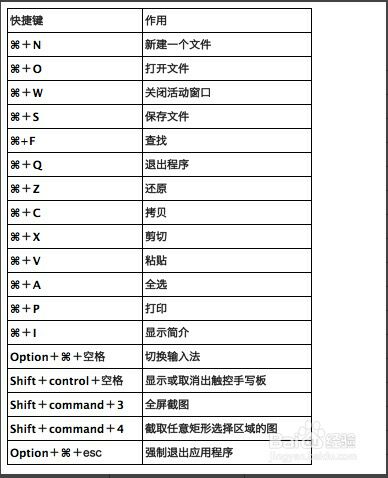 快捷键 作用
⌘＋N 新建一个文件
⌘＋O 打开文件
⌘＋W 关闭活动窗口
⌘＋S 保存文件
⌘+F 查找
⌘＋Q 退出程序
⌘＋Z 还原
⌘＋C 拷贝
⌘＋X 剪切
⌘＋V 粘贴
⌘＋A 全选
⌘＋P 打印
⌘＋I 显示简介
Option＋⌘＋空格 切换输入法
Shift＋control＋空格 显示或取消出触控手写板
Shift＋command＋3 全屏截图
Shift＋command＋4 截取任意矩形选择区域的图
Option＋⌘＋esc 强制退出应用程序
Baidu 经验
jingyan.baidu.com